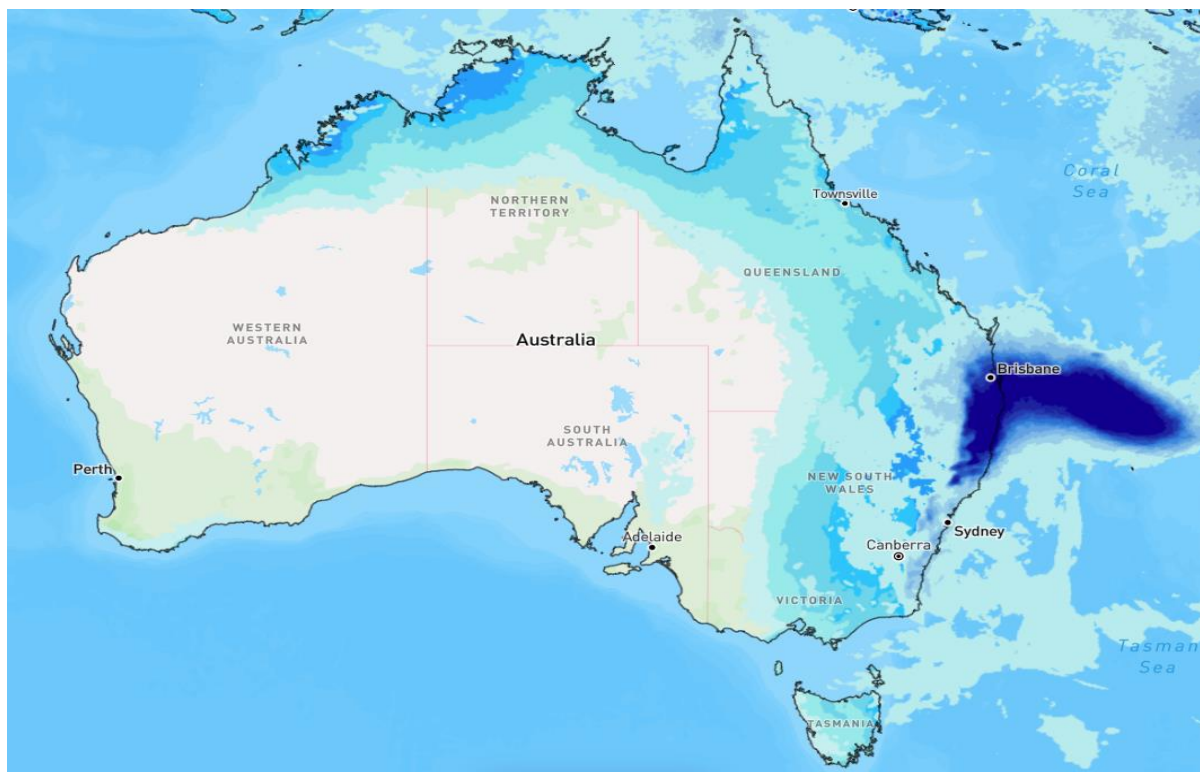 Coral
Sea
Townsville
NORTHERN
TERRITORY
QUEENSLAND
WESTERN
AUSTRALIA
Australia
Brisbane
SOUTH
AUSTRALIA
Perth
NEW SOUTH
WALES
Sydney
Adelaide
Canberra
VICTORIA
Tasman
Sea
TASMANIA